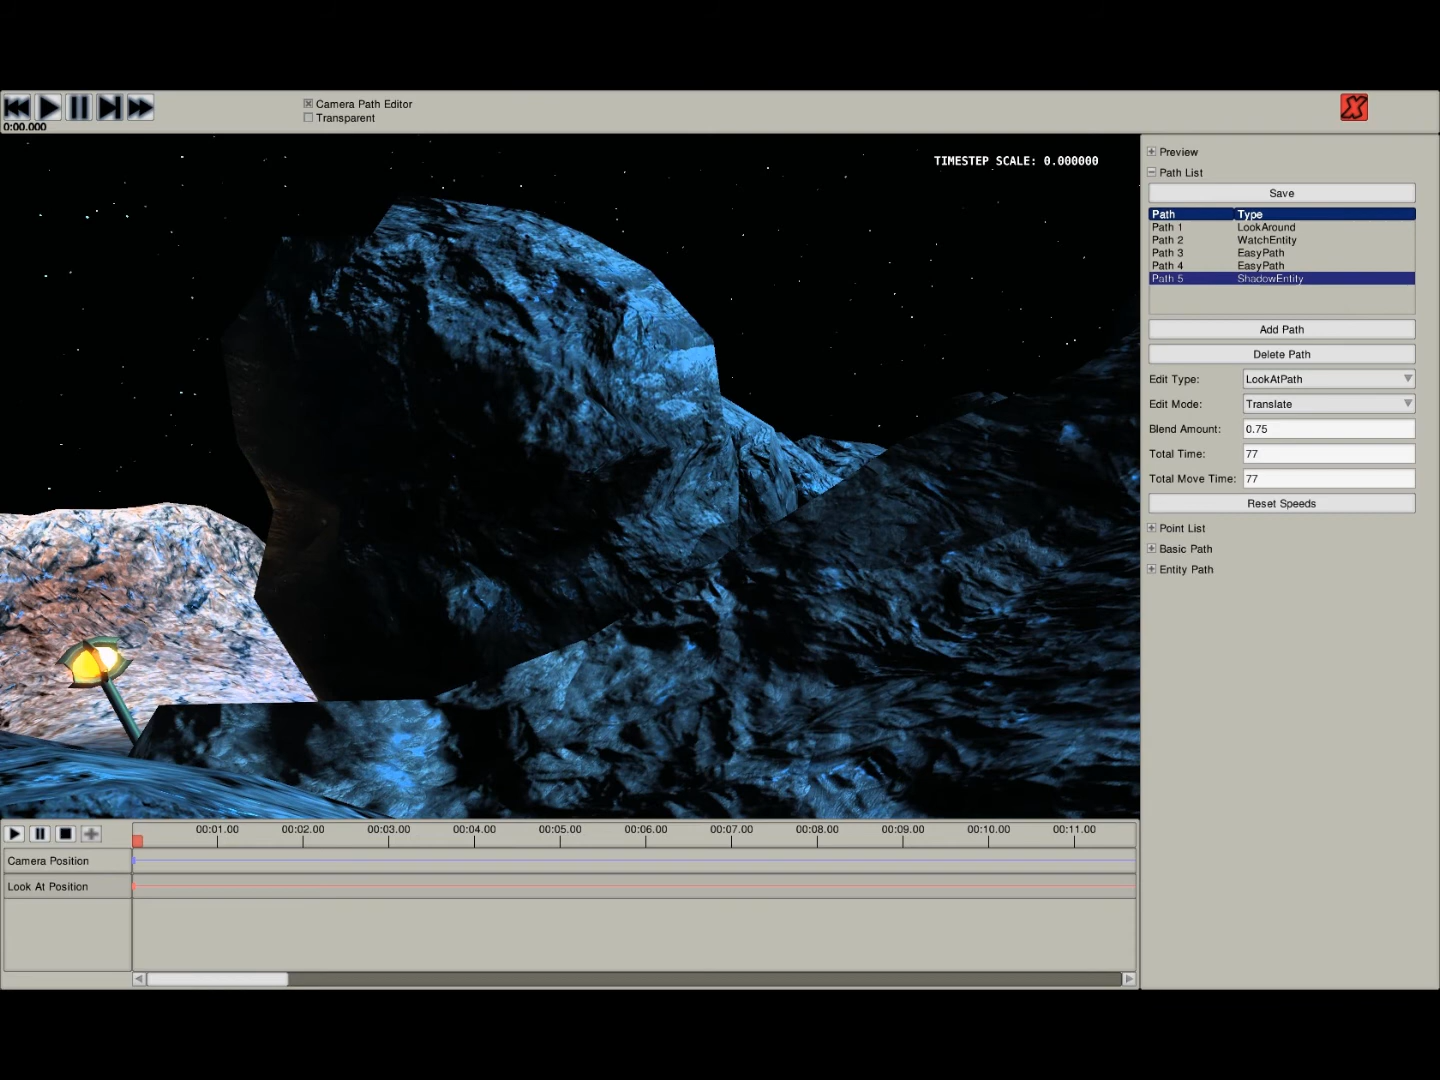 0:00.000
Camera Path Editor
Transparent
TIMESTEP SCALE: 0.000000
Preview
Path List
Save
Path Type
Path 1 LookAround
Path 2 WatchEntity
Path 3 EasyPath
Path 4 EasyPath
Path 5 ShadowEntity
Add Path
Delete Path
Edit Type: LookAtPath
Edit Mode: Translate
Blend Amount: 0.75
Total Time: 77
Total Move Time: 77
Reset Speeds
Point List
Basic Path
Entity Path
00:01.00 00:02.00 00:03.00 00:04.00 00:05.00 00:06.00 00:07.00 00:08.00 00:09.00 00:10.00 00:11.00
Camera Position
Look At Position